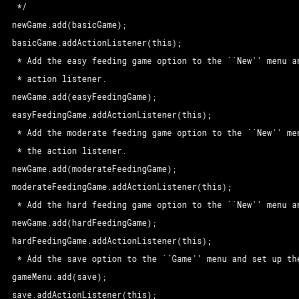 */
newGame.add(basicGame);
basicGame.addActionListener(this);
* Add the easy feeding game option to the ``New'' menu
* action listener.
newGame.add(easyFeedingGame);
easyFeedingGame.addActionListener(this);
* Add the moderate feeding game option to the ``New''
* the action listener.
newGame.add(moderateFeedingGame);
moderateFeedingGame.addActionListener(this);
* Add the hard feeding game option to the ``New'' menu
newGame.add(hardFeedingGame);
hardFeedingGame.addActionListener(this);
* Add the save option to the ``Game'' menu and set up the
gameMenu.add(save);
save.addActionListener(this);